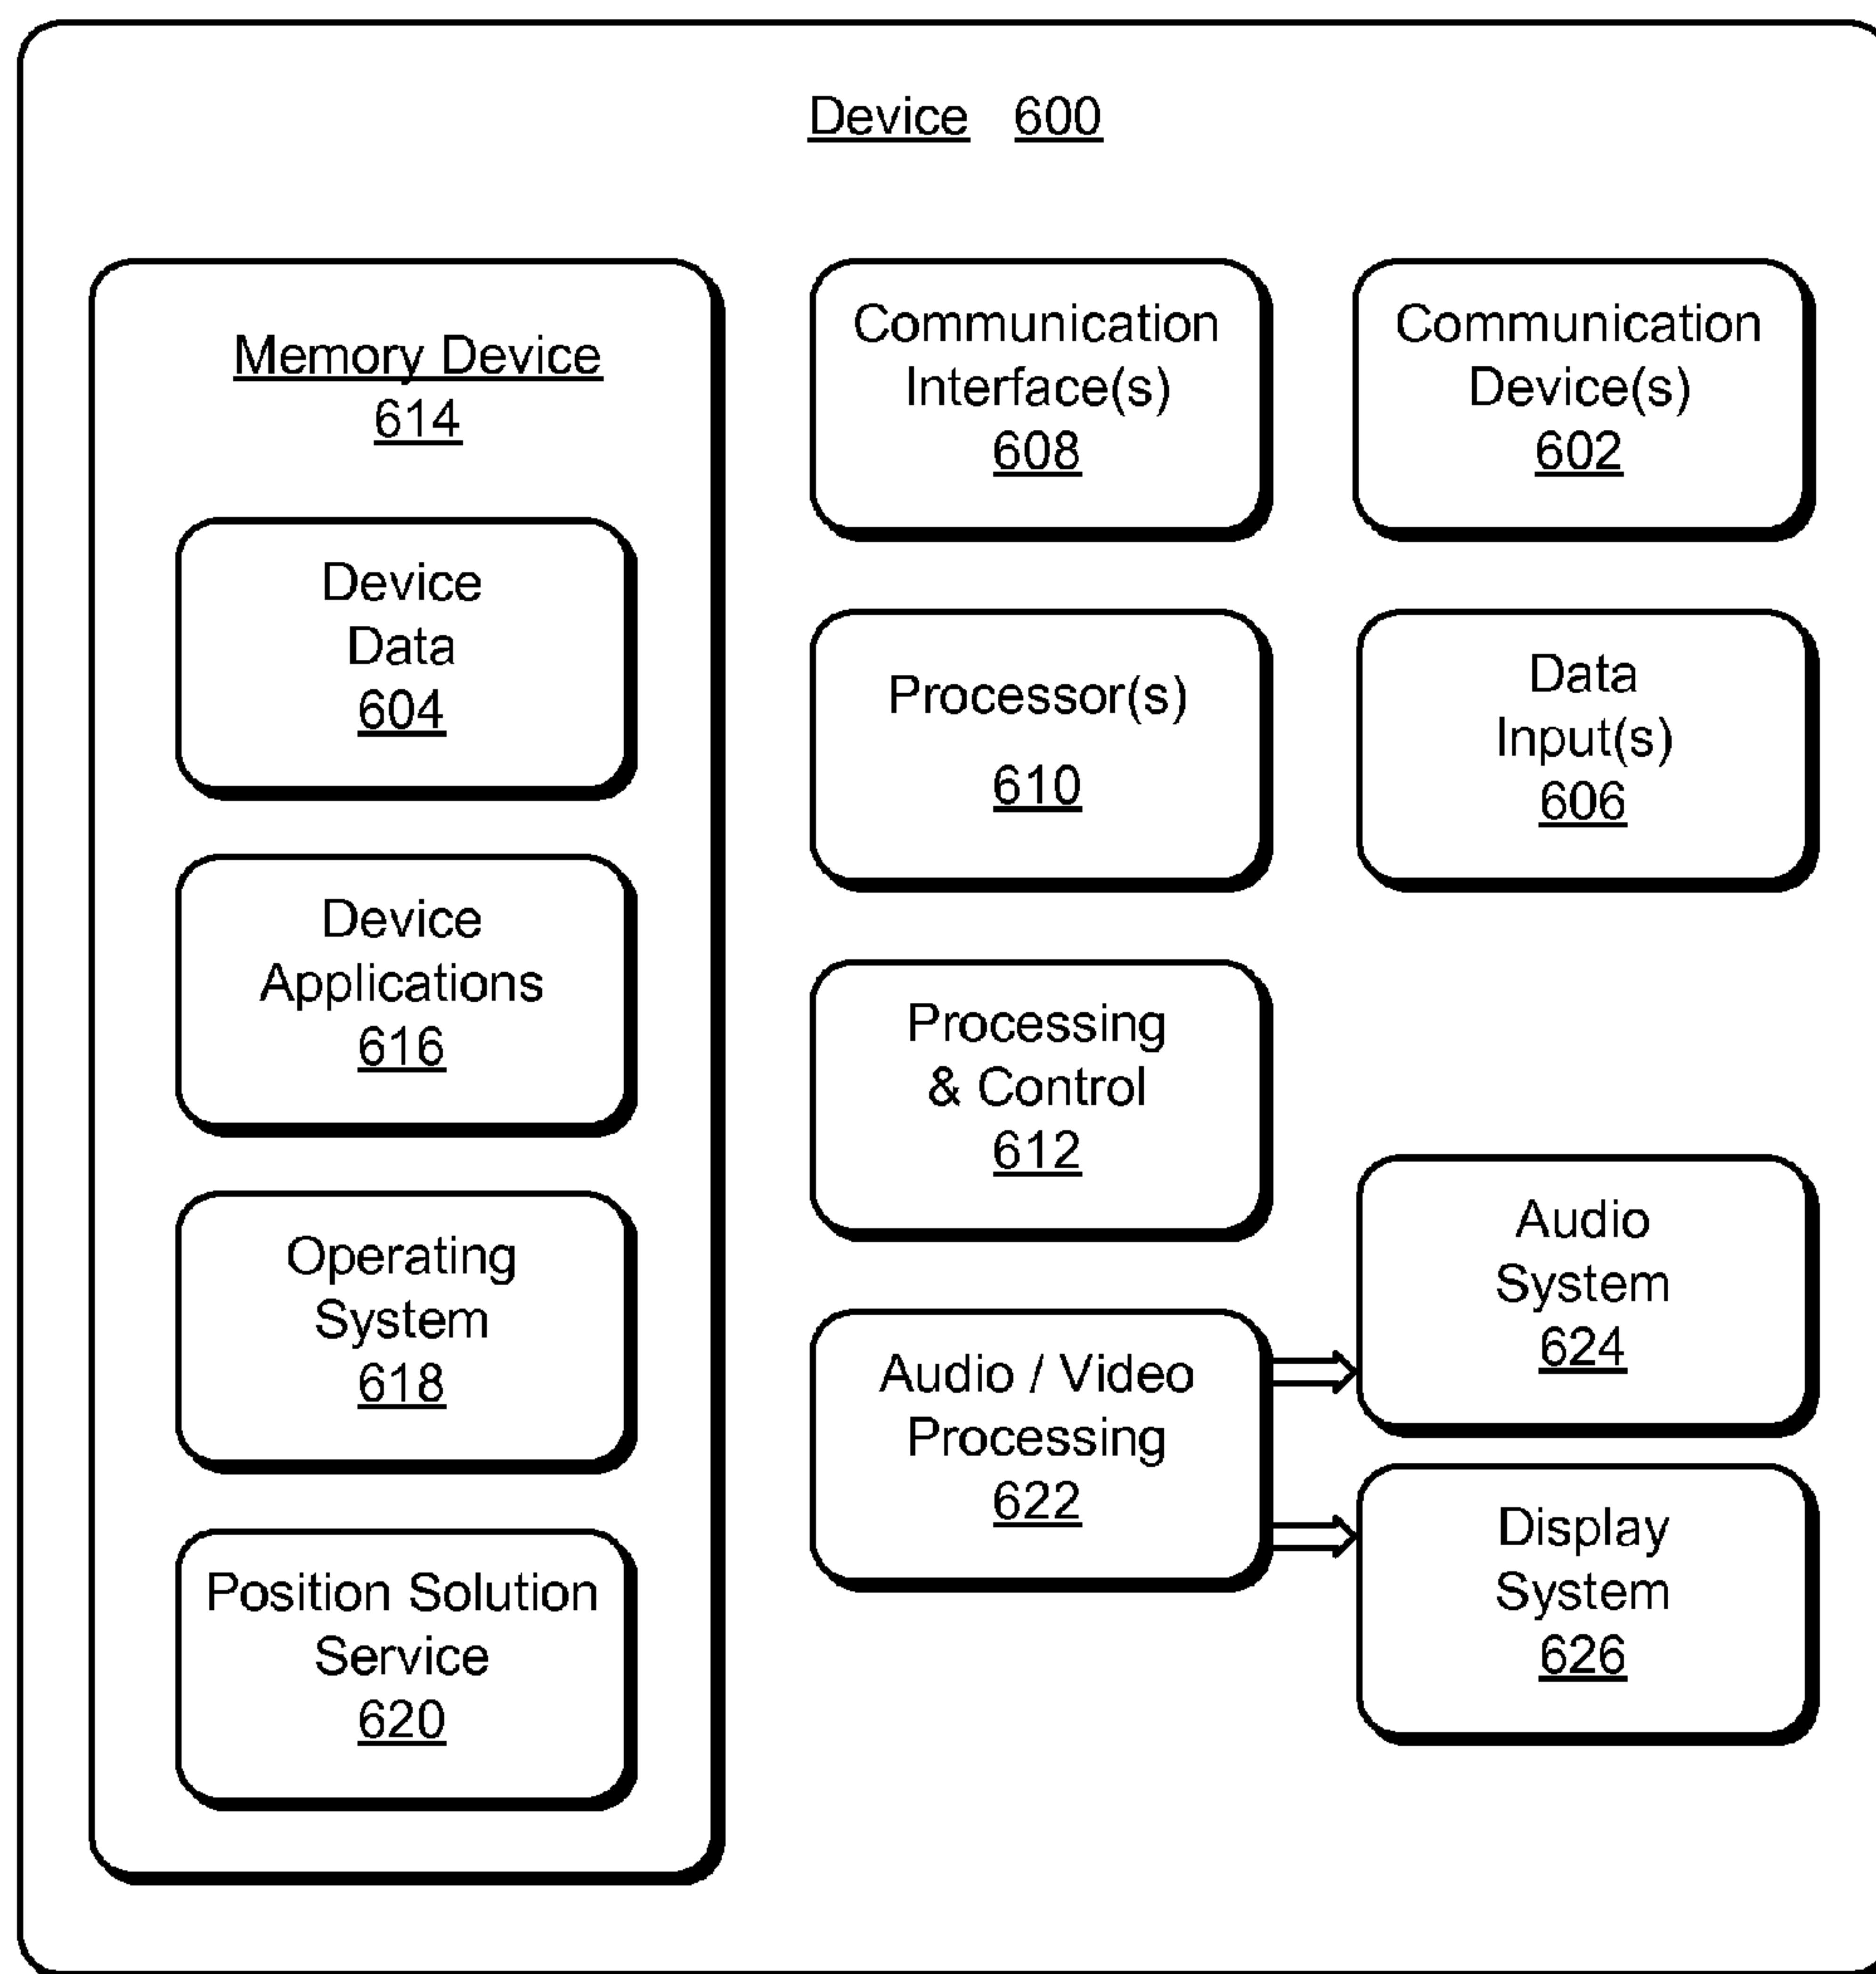 Device 600
Memory Device
614
Device
Data
604
Device
Applications
616
Operating
System
618
Position Solution
Service
620
Communication
Interface(s)
608
Communication
Device(s)
602
Processor(s)
610
Data
Input(s)
606
Processing
& Control
612
Audio / Video
Processing
622
Audio
System
624
Display
System
626